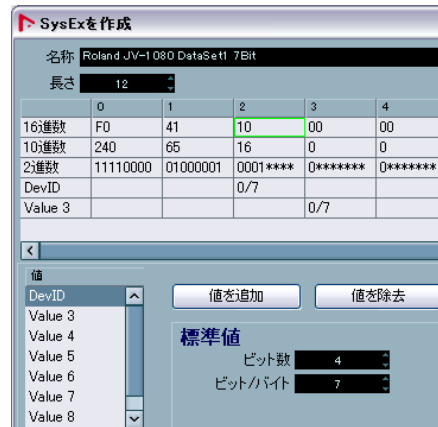 SysExを作成
名称 Roland JV-1080 DataSet1 7Bit
長さ 12
0 1 2 3 4
16進数 F0 41 10 00 00
10進数 240 65 16 0 0
2進数 11110000 01000001 0001**** 0******* 0*******
DevID 0/7
Value 3 0/7
値
DevID
Value 3
Value 4
Value 5
Value 6
Value 7
Value 8
値を追加 値を除去
標準値
ビット数 4
ビット/バイト 7